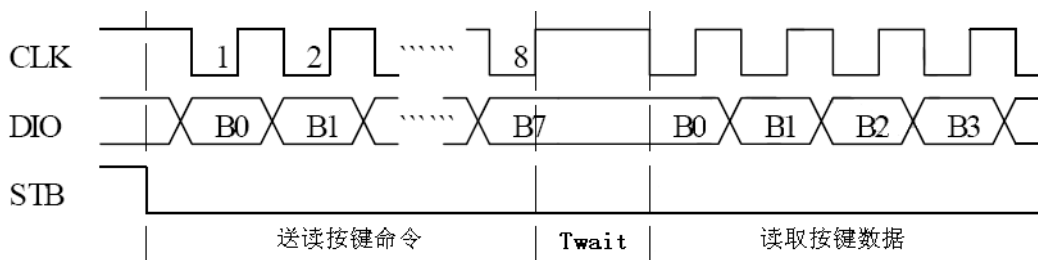 CLK 1 2 ...... 8
DIO B0 B1 ...... B7 B0 B1 B2 B3
STB
送读按键命令 Twait 读取按键数据